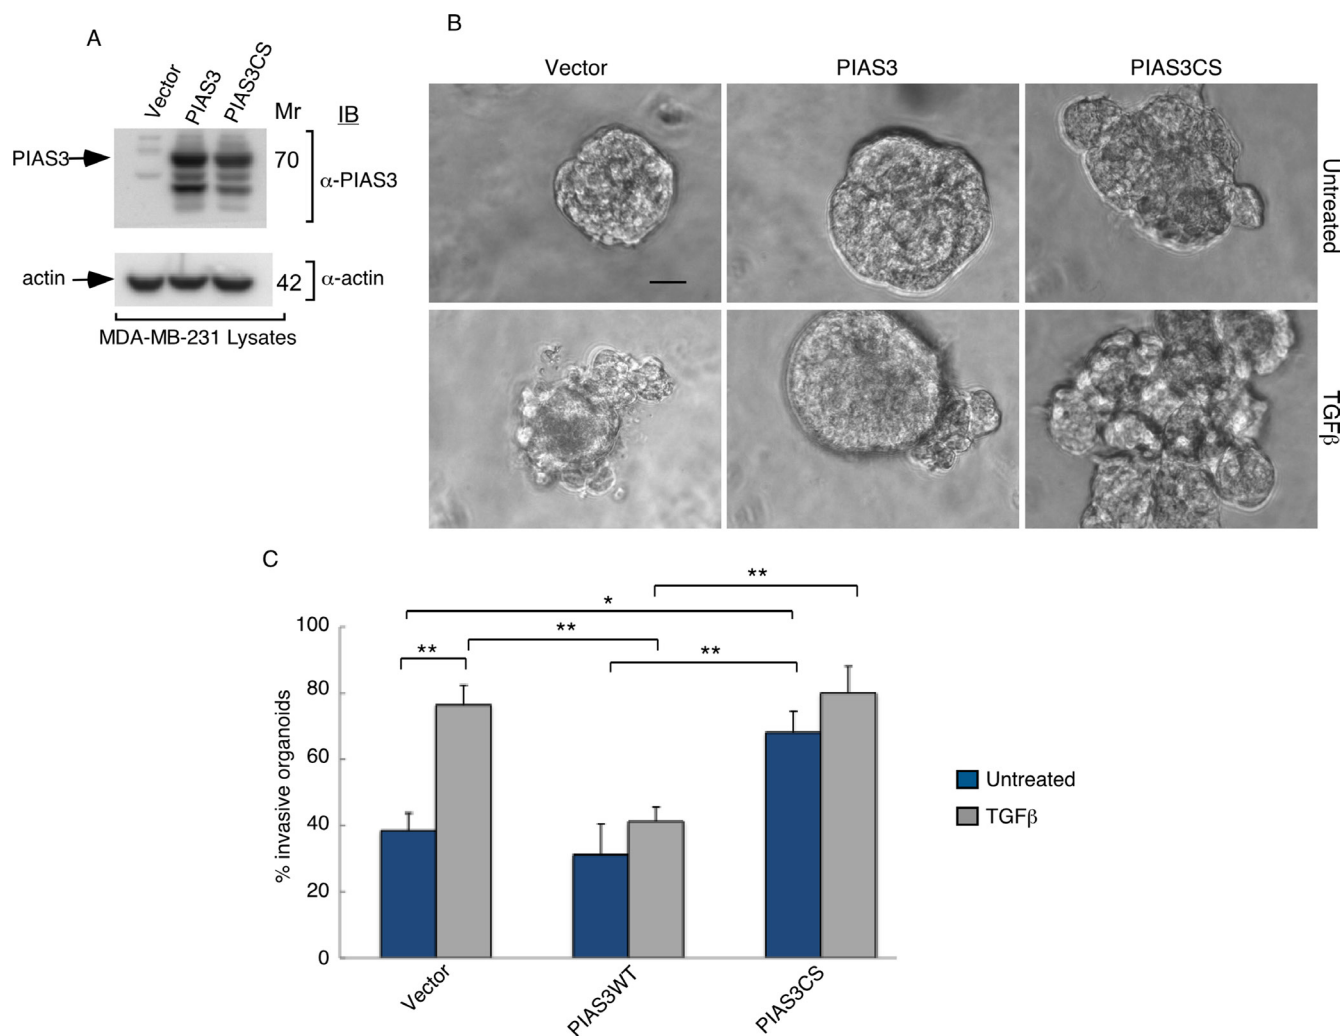 A
Vector
PIAS3
PIAS3CS
Mr
IB
PIAS3
70
α-PIAS3
actin
42
α-actin
MDA-MB-231 Lysates
B
Vector
PIAS3
PIAS3CS
Untreated
TGFβ
C
**
*
**
**
**
% invasive organoids
100
80
60
40
20
0
Vector
PIAS3WT
PIAS3CS
Untreated
TGFβ